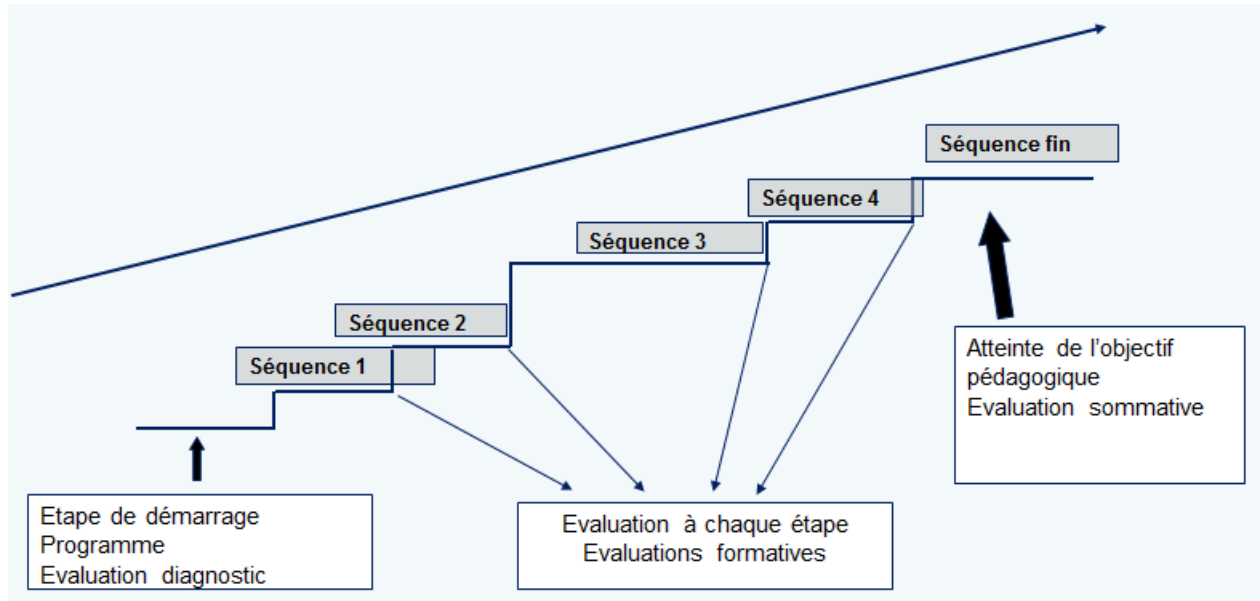 Séquence fin
Séquence 4
Séquence 3
Séquence 2
Séquence 1
Atteinte de l'objectif
pédagogique
Evaluation sommative
Etape de démarrage
Programme
Evaluation diagnostic
Evaluation à chaque étape
Evaluations formatives